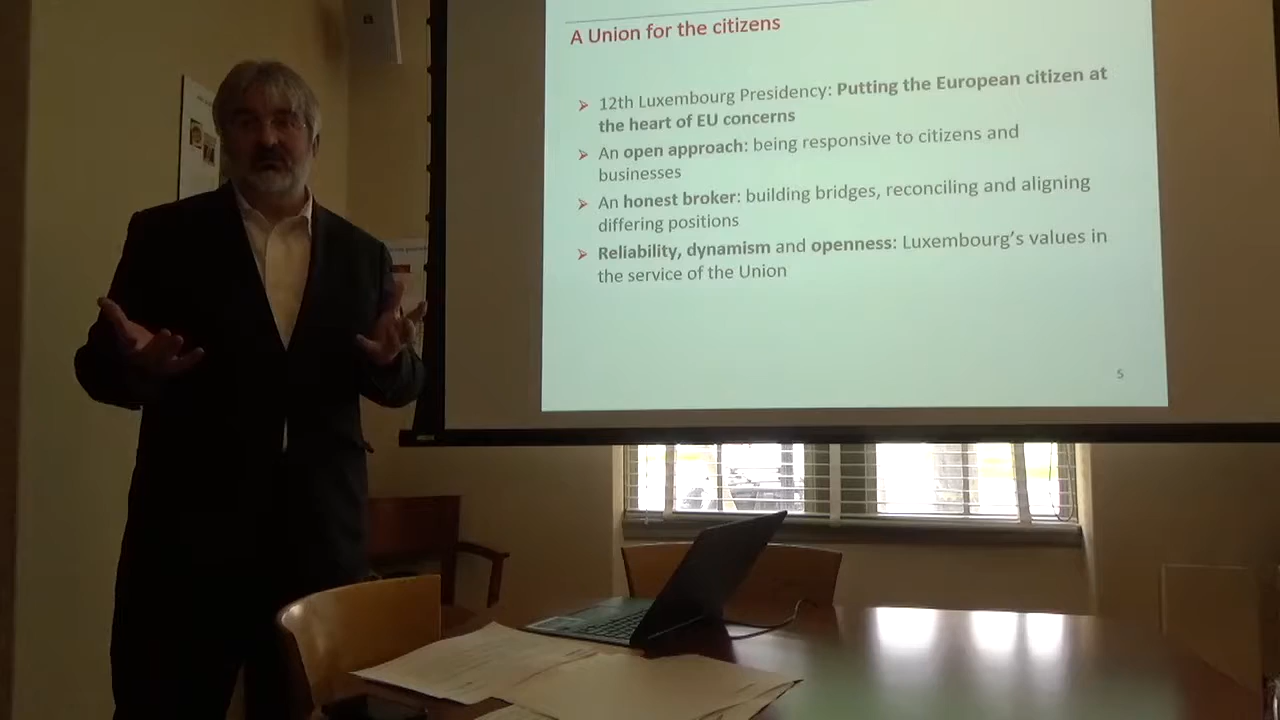 A Union for the citizens
➢ 12th Luxembourg Presidency: Putting the European citizen at
the heart of EU concerns
➢ An open approach: being responsive to citizens and
businesses
➢ An honest broker: building bridges, reconciling and aligning
differing positions
➢ Reliability, dynamism and openness: Luxembourg's values in
the service of the Union
5